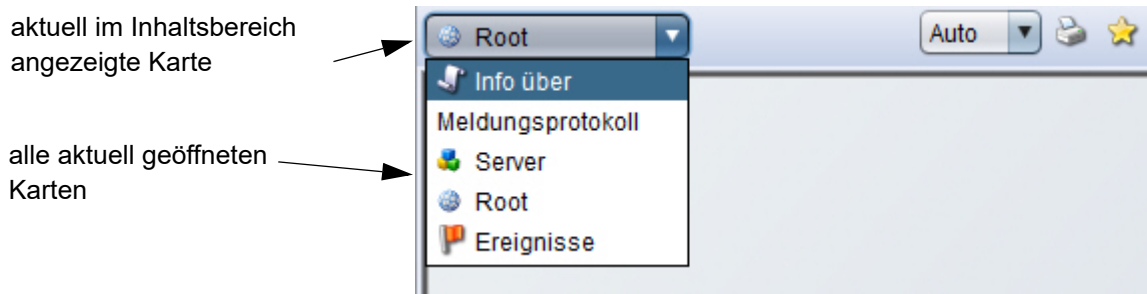 aktuell im Inhaltsbereich
angezeigte Karte
Root
Auto
Info über
Meldungsprotokoll
alle aktuell geöffneten
Karten
Server
Root
Ereignisse